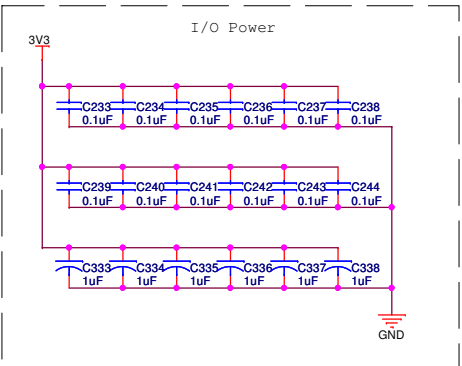 I/O Power
3V3
C233 C234 C235 C236 C237 C238
0.1uF 0.1uF 0.1uF 0.1uF 0.1uF 0.1uF
C239 C240 C241 C242 C243 C244
0.1uF 0.1uF 0.1uF 0.1uF 0.1uF 0.1uF
C333 C334 C335 C336 C337 C338
1uF 1uF 1uF 1uF 1uF 1uF
GND